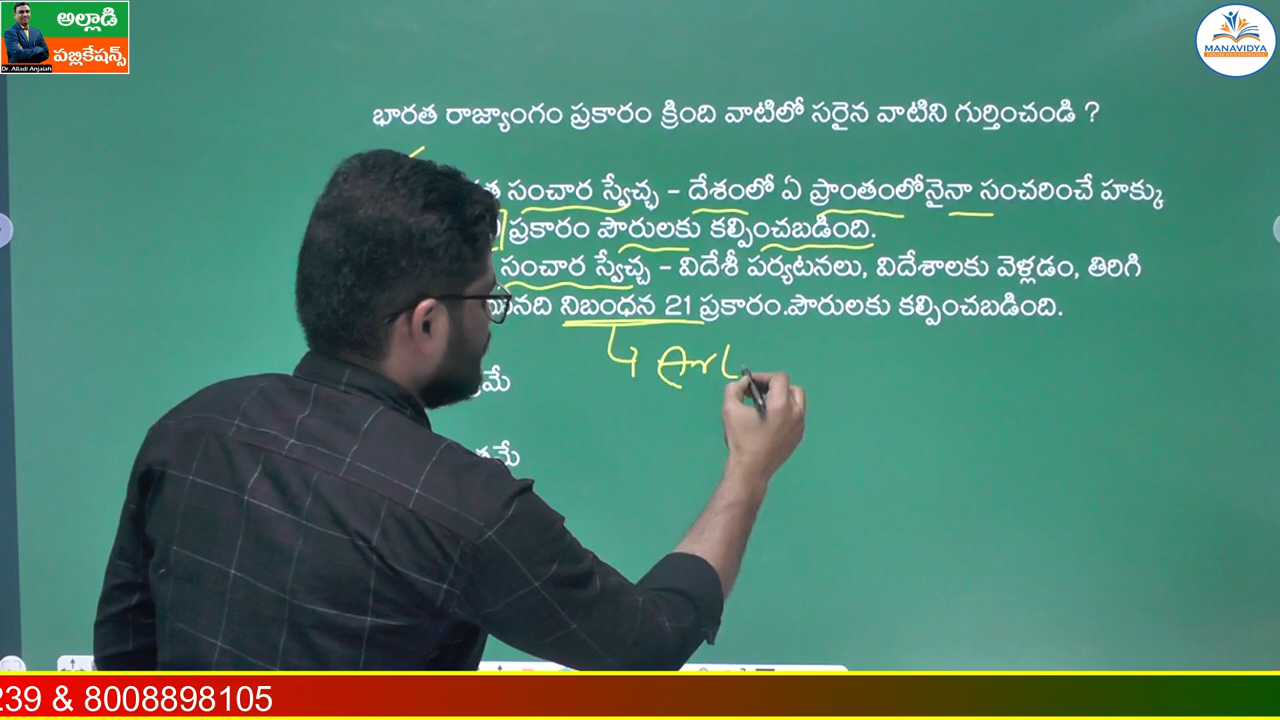 అల్లాడి
పబ్లికేషన్స్
Dr. Alladi Anjaiah
MANAVIDYA
భారత రాజ్యాంగం ప్రకారం క్రింది వాటిలో సరైన వాటిని గుర్తించండి ?
సంచార స్వేచ్ఛ – దేశంలో ఏ ప్రాంతంలోనైనా సంచరించే హక్కు
ప్రకారం పౌరులకు కల్పించబడింది.
సంచార స్వేచ్ఛ – విదేశీ పర్యటనలు, విదేశాలకు వెళ్లడం, తిరిగి
నిబంధన 21 ప్రకారం.పౌరులకు కల్పించబడింది.
239 & 8008898105